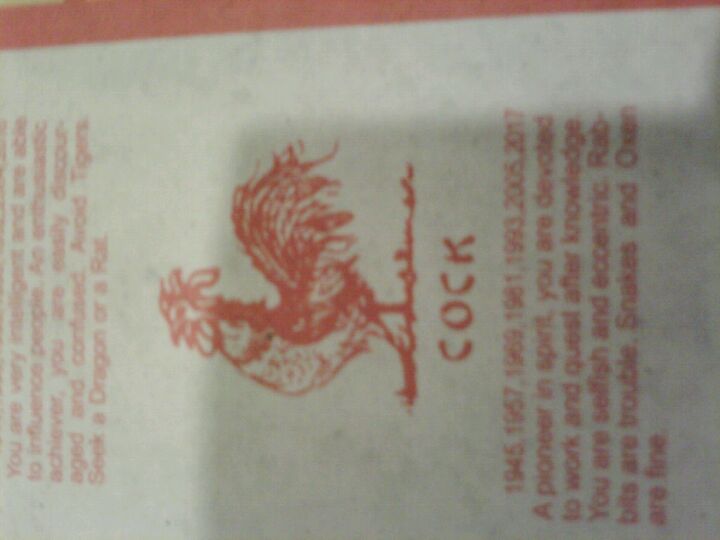 You are very intelligent and are able
to influence people. An enthusiastic
achiever, you are easily discour-
aged and confused. Avoid Tigers.
Seek a Dragon or a Rat.
COCK
1945,1957,1969,1981,1993,2005,2017
A pioneer in spirit, you are devoted
to work and quest after knowledge.
You are selfish and eccentric. Rab-
bits are trouble. Snakes and Oxen
are fine.